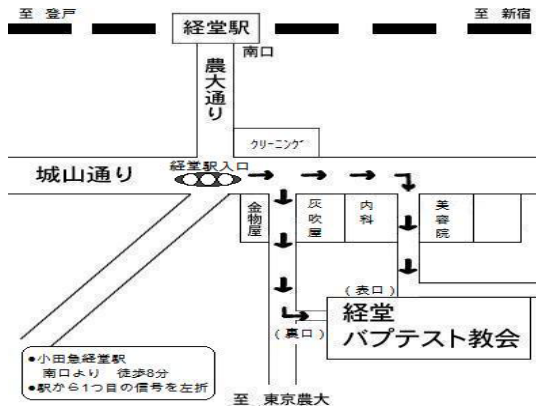 至 登戸
至 新宿
経堂駅
南口
農大通り
クリーニング
経堂駅入口
城山通り
金物屋
灰吹屋
内科
美容院
(表口)
経堂
バプテスト教会
(裏口)
●小田急経堂駅
南口より 徒歩8分
●駅から1つ目の信号を左折
至 東京農大